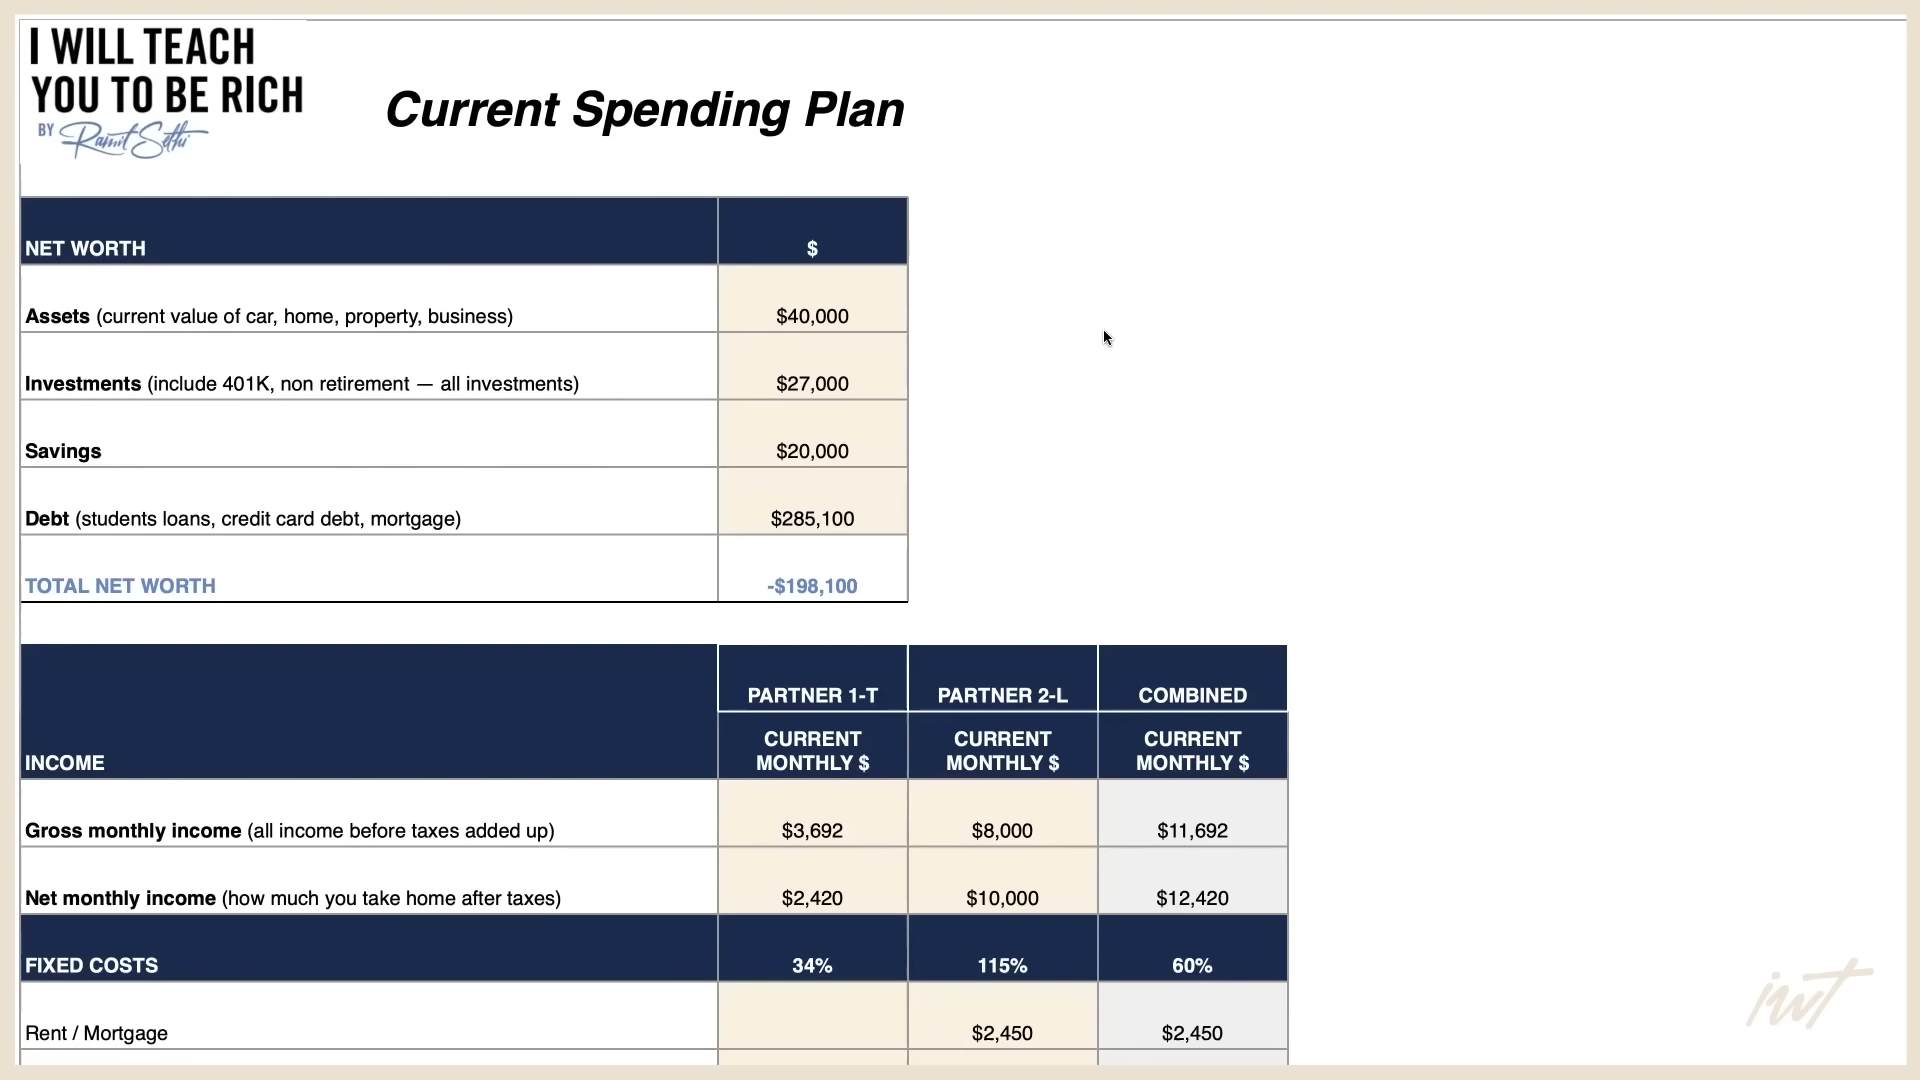 I WILL TEACH
YOU TO BE RICH
BY Ramit Sethi
Current Spending Plan
NET WORTH $
Assets (current value of car, home, property, business) $40,000
Investments (include 401K, non retirement — all investments) $27,000
Savings $20,000
Debt (students loans, credit card debt, mortgage) $285,100
TOTAL NET WORTH -$198,100
PARTNER 1-T PARTNER 2-L COMBINED
INCOME CURRENT MONTHLY $ CURRENT MONTHLY $ CURRENT MONTHLY $
Gross monthly income (all income before taxes added up) $3,692 $8,000 $11,692
Net monthly income (how much you take home after taxes) $2,420 $10,000 $12,420
FIXED COSTS 34% 115% 60%
Rent / Mortgage $2,450 $2,450
iwt